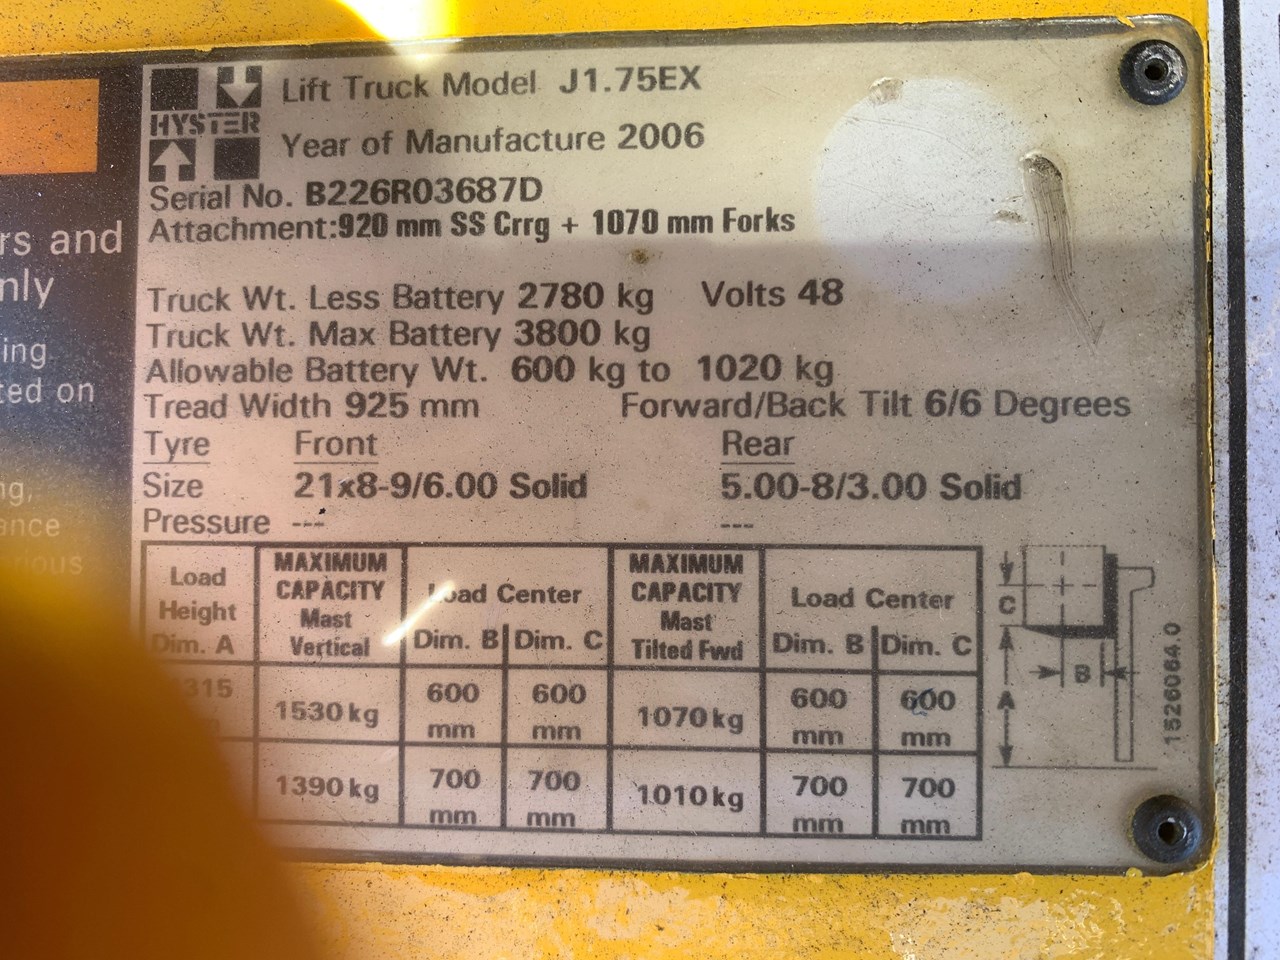 HYSTER
Lift Truck Model J1.75EX
Year of Manufacture 2006
Serial No. B226R03687D
Attachment:920 mm SS Crrg + 1070 mm Forks
Truck Wt. Less Battery 2780 kg Volts 48
Truck Wt. Max Battery 3800 kg
Allowable Battery Wt. 600 kg to 1020 kg
Tread Width 925 mm Forward/Back Tilt 6/6 Degrees
Tyre Front Rear
Size 21x8-9/6.00 Solid 5.00-8/3.00 Solid
Pressure --- ---
Load Height Dim. A
MAXIMUM CAPACITY Mast Vertical
Load Center
Dim. B Dim. C
MAXIMUM CAPACITY Mast Tilted Fwd
Load Center
Dim. B Dim. C
1530 kg 600 mm 600 mm 1070 kg 600 mm 600 mm
1390 kg 700 mm 700 mm 1010 kg 700 mm 700 mm
C
B
A
1526064.0
and
ing
on